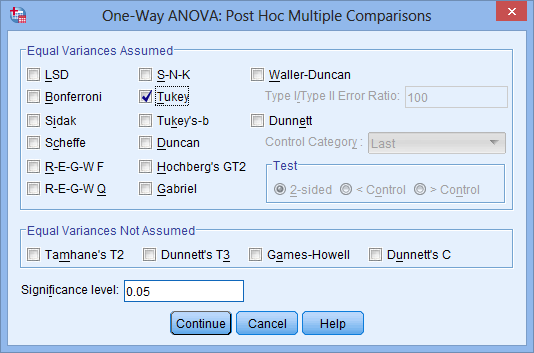 One-Way ANOVA: Post Hoc Multiple Comparisons
Equal Variances Assumed
LSD
S-N-K
Waller-Duncan
Bonferroni
Tukey
Type I/Type II Error Ratio:
100
Sidak
Tukey's-b
Dunnett
Scheffe
Duncan
Control Category :
Last
R-E-G-W F
Hochberg's GT2
Test
R-E-G-W Q
Gabriel
2-sided
< Control
> Control
Equal Variances Not Assumed
Tamhane's T2
Dunnett's T3
Games-Howell
Dunnett's C
Significance level:
0.05
Continue
Cancel
Help